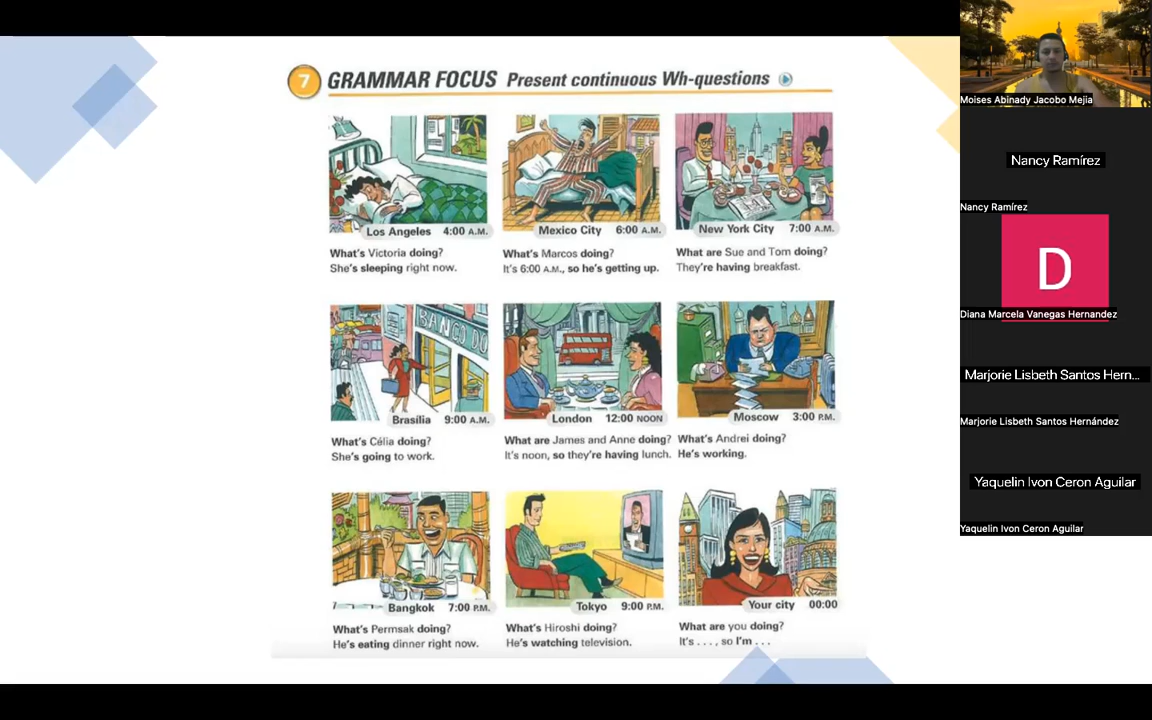 7 GRAMMAR FOCUS Present continuous Wh-questions
Los Angeles 4:00 A.M.
What's Victoria doing?
She's sleeping right now.
Mexico City 6:00 A.M.
What's Marcos doing?
It's 6:00 A.M., so he's getting up.
New York City 7:00 A.M.
What are Sue and Tom doing?
They're having breakfast.
BANCO DO
Brasília 9:00 A.M.
What's Célia doing?
She's going to work.
London 12:00 NOON
What are James and Anne doing?
It's noon, so they're having lunch.
Moscow 3:00 P.M.
What's Andrei doing?
He's working.
Bangkok 7:00 P.M.
What's Permsak doing?
He's eating dinner right now.
Tokyo 9:00 P.M.
What's Hiroshi doing?
He's watching television.
Your city 00:00
What are you doing?
It's . . . , so I'm . . .
Moises Abinady Jacobo Mejia
Nancy Ramírez
Nancy Ramírez
D
Diana Marcela Vanegas Hernandez
Marjorie Lisbeth Santos Hern...
Marjorie Lisbeth Santos Hernández
Yaquelin Ivon Ceron Aguilar
Yaquelin Ivon Ceron Aguilar